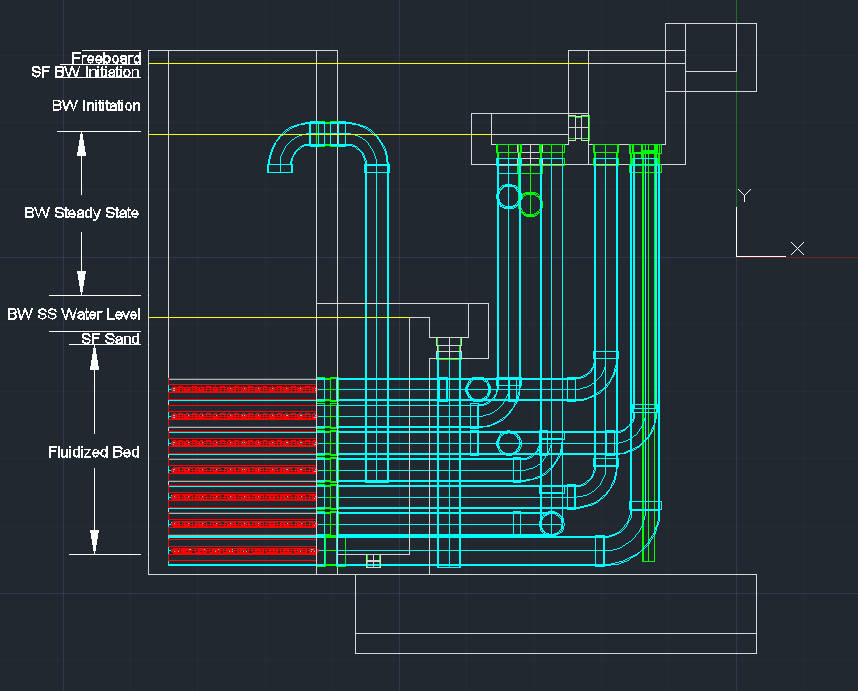 Freeboard
SF BW Initiation
BW Inititation
BW Steady State
BW SS Water Level
SF Sand
Fluidized Bed
Y
X